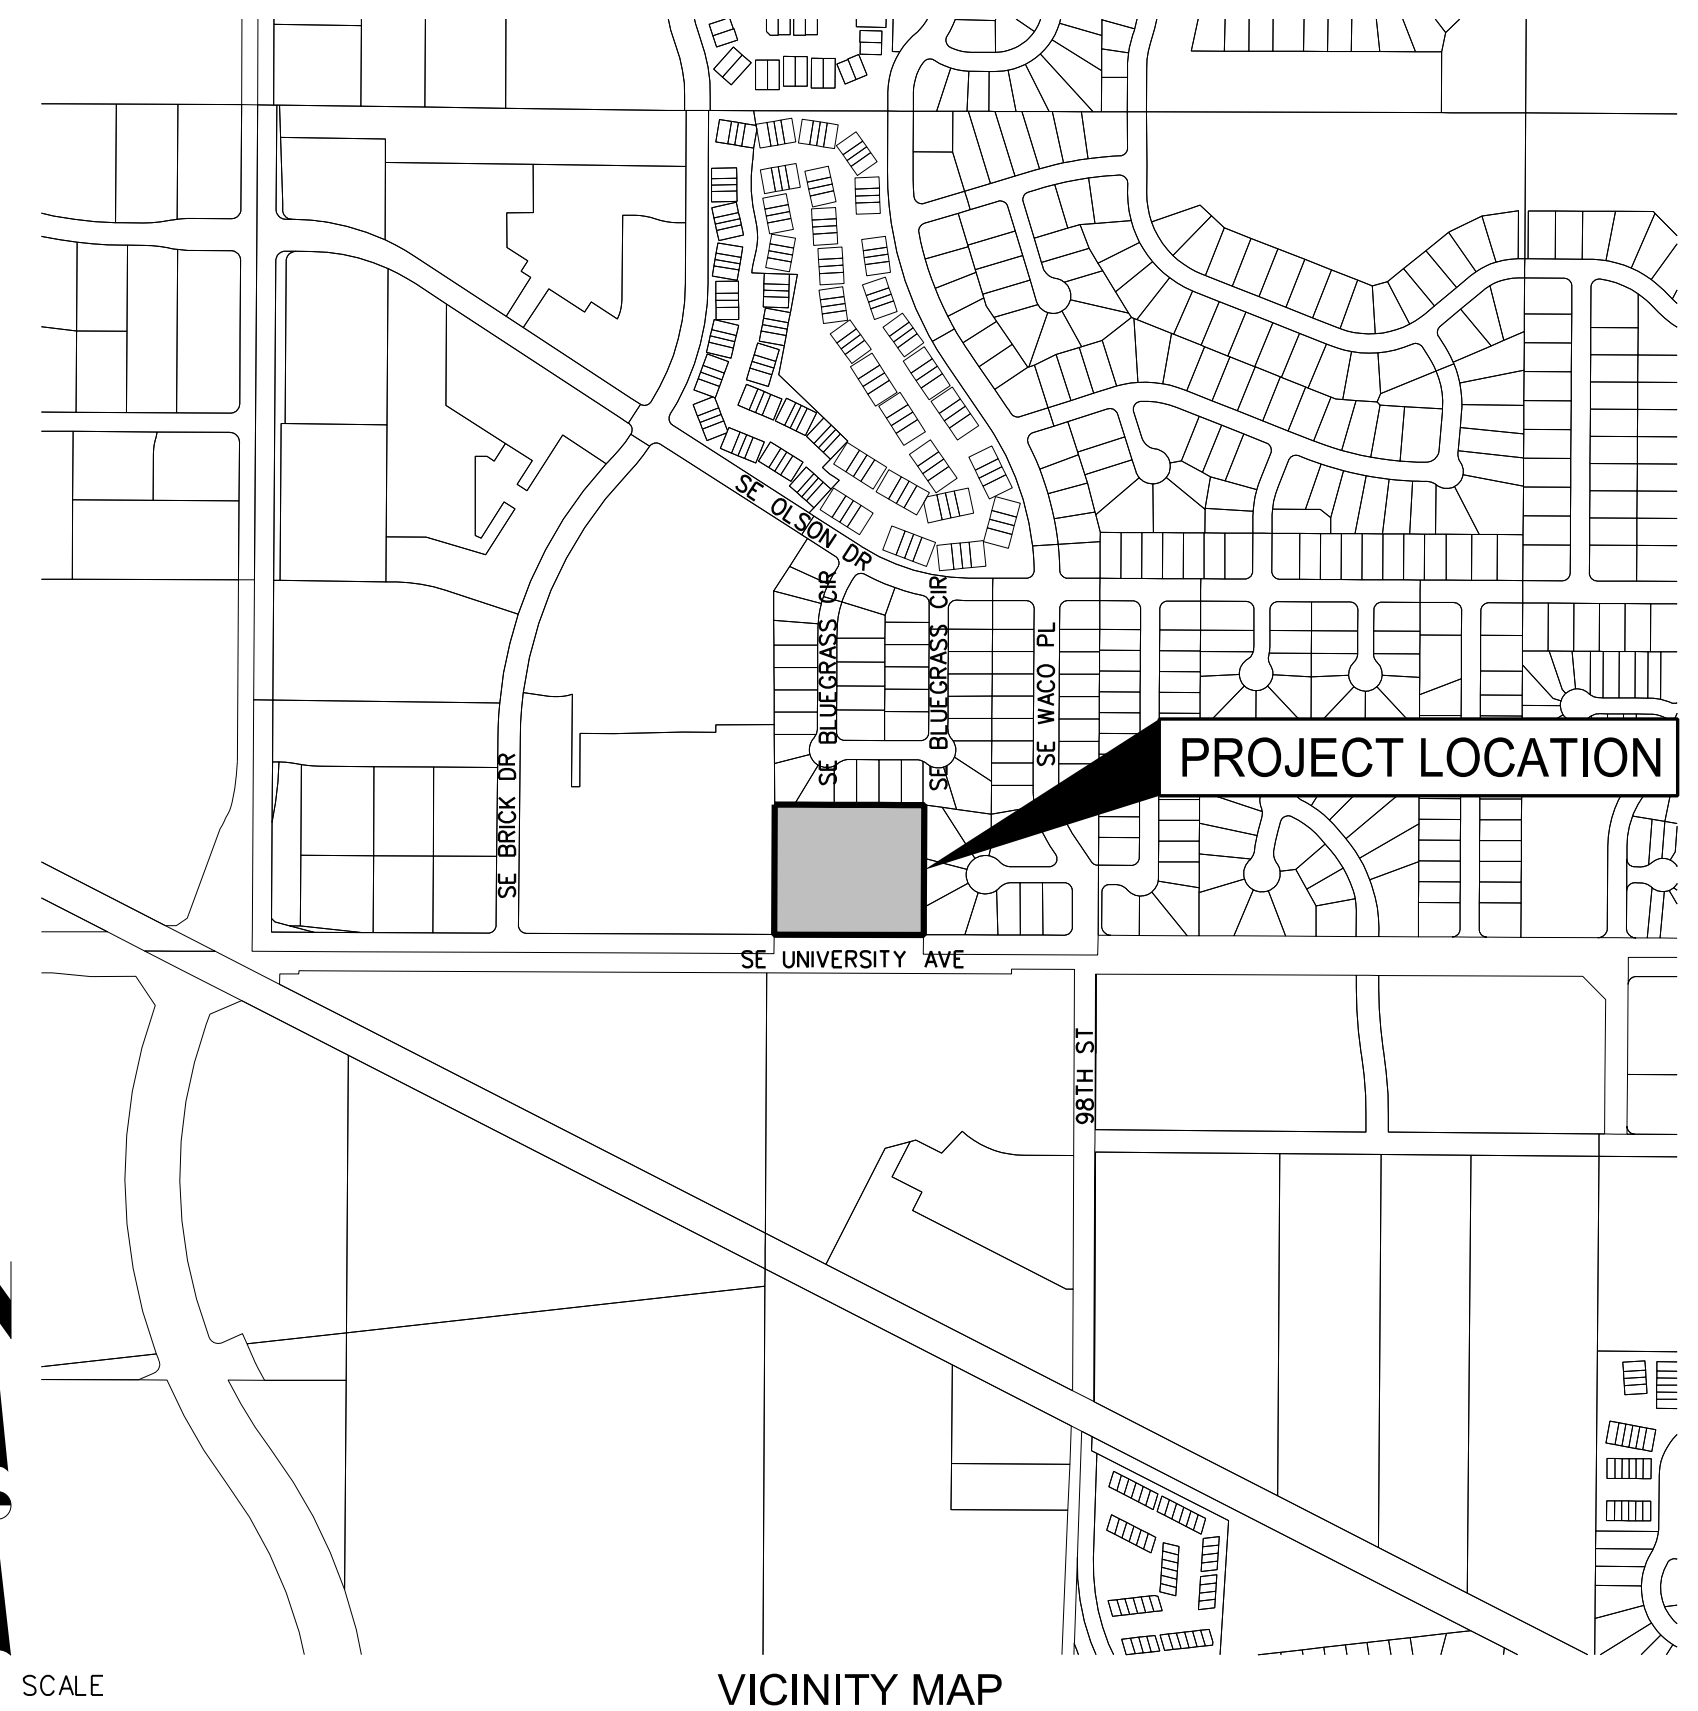 SE OLSON DR
SE BLUEGRASS CIR
SE BLUEGRASS CIR
SE WACO PL
PROJECT LOCATION
SE BRICK DR
SE UNIVERSITY AVE
98TH ST
SCALE
VICINITY MAP